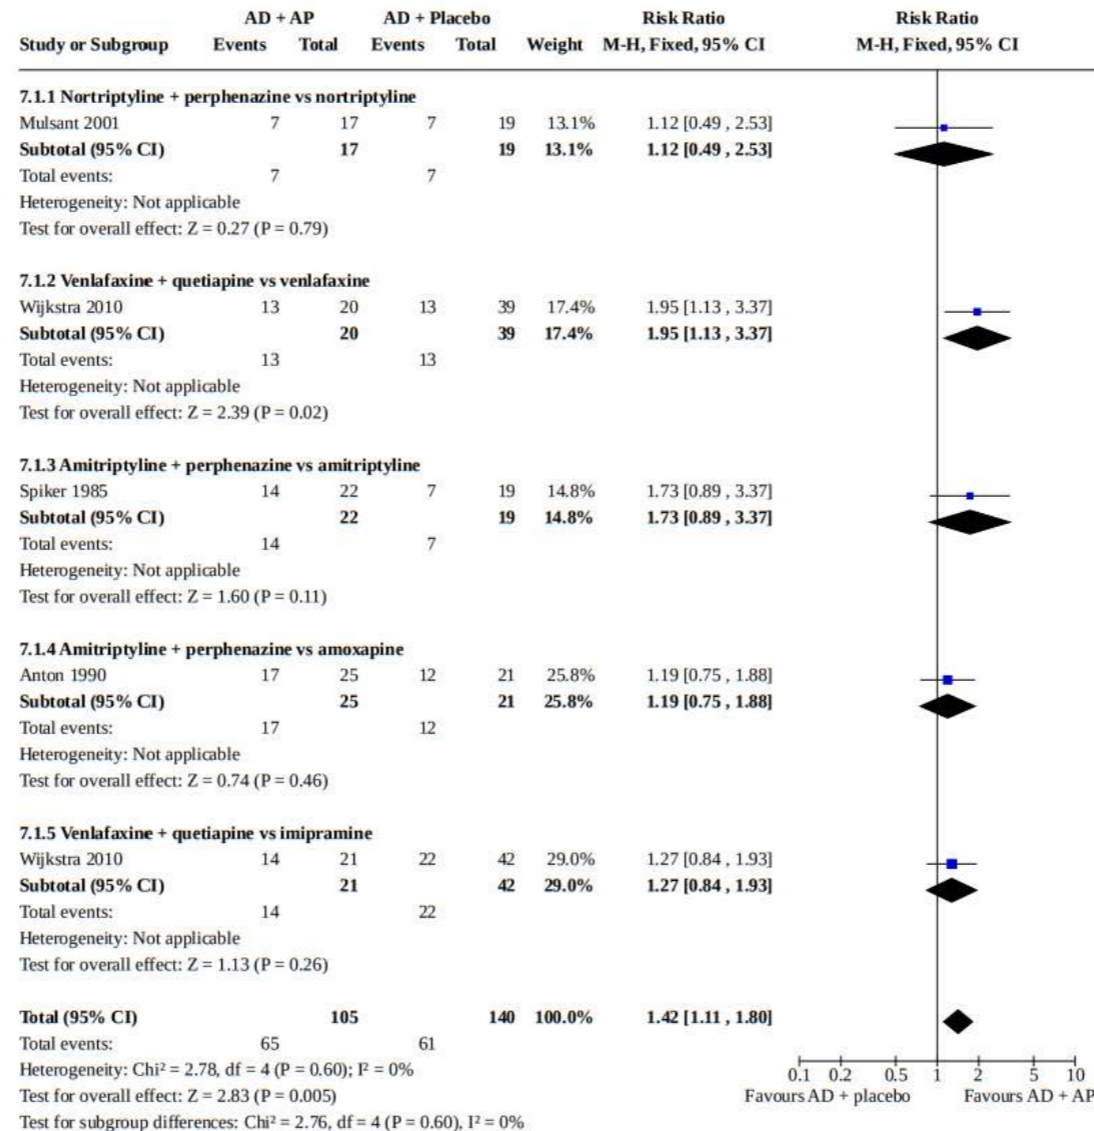 AD + AP AD + Placebo Risk Ratio Risk Ratio
Study or Subgroup Events Total Events Total Weight M-H, Fixed, 95% CI M-H, Fixed, 95% CI
7.1.1 Nortriptyline + perphenazine vs nortriptyline
Mulsant 2001 7 17 7 19 13.1% 1.12 [0.49 , 2.53]
Subtotal (95% CI) 17 19 13.1% 1.12 [0.49 , 2.53]
Total events: 7 7
Heterogeneity: Not applicable
Test for overall effect: Z = 0.27 (P = 0.79)
7.1.2 Venlafaxine + quetiapine vs venlafaxine
Wijkstra 2010 13 20 13 39 17.4% 1.95 [1.13 , 3.37]
Subtotal (95% CI) 20 39 17.4% 1.95 [1.13 , 3.37]
Total events: 13 13
Heterogeneity: Not applicable
Test for overall effect: Z = 2.39 (P = 0.02)
7.1.3 Amitriptyline + perphenazine vs amitriptyline
Spiker 1985 14 22 7 19 14.8% 1.73 [0.89 , 3.37]
Subtotal (95% CI) 22 19 14.8% 1.73 [0.89 , 3.37]
Total events: 14 7
Heterogeneity: Not applicable
Test for overall effect: Z = 1.60 (P = 0.11)
7.1.4 Amitriptyline + perphenazine vs amoxapine
Anton 1990 17 25 12 21 25.8% 1.19 [0.75 , 1.88]
Subtotal (95% CI) 25 21 25.8% 1.19 [0.75 , 1.88]
Total events: 17 12
Heterogeneity: Not applicable
Test for overall effect: Z = 0.74 (P = 0.46)
7.1.5 Venlafaxine + quetiapine vs imipramine
Wijkstra 2010 14 21 22 42 29.0% 1.27 [0.84 , 1.93]
Subtotal (95% CI) 21 42 29.0% 1.27 [0.84 , 1.93]
Total events: 14 22
Heterogeneity: Not applicable
Test for overall effect: Z = 1.13 (P = 0.26)
Total (95% CI) 105 140 100.0% 1.42 [1.11 , 1.80]
Total events: 65 61
Heterogeneity: Chi² = 2.78, df = 4 (P = 0.60); I² = 0%
0.1 0.2 0.5 1 2 5 10
Test for overall effect: Z = 2.83 (P = 0.005)
Favours AD + placebo Favours AD + AP
Test for subgroup differences: Chi² = 2.76, df = 4 (P = 0.60), I² = 0%